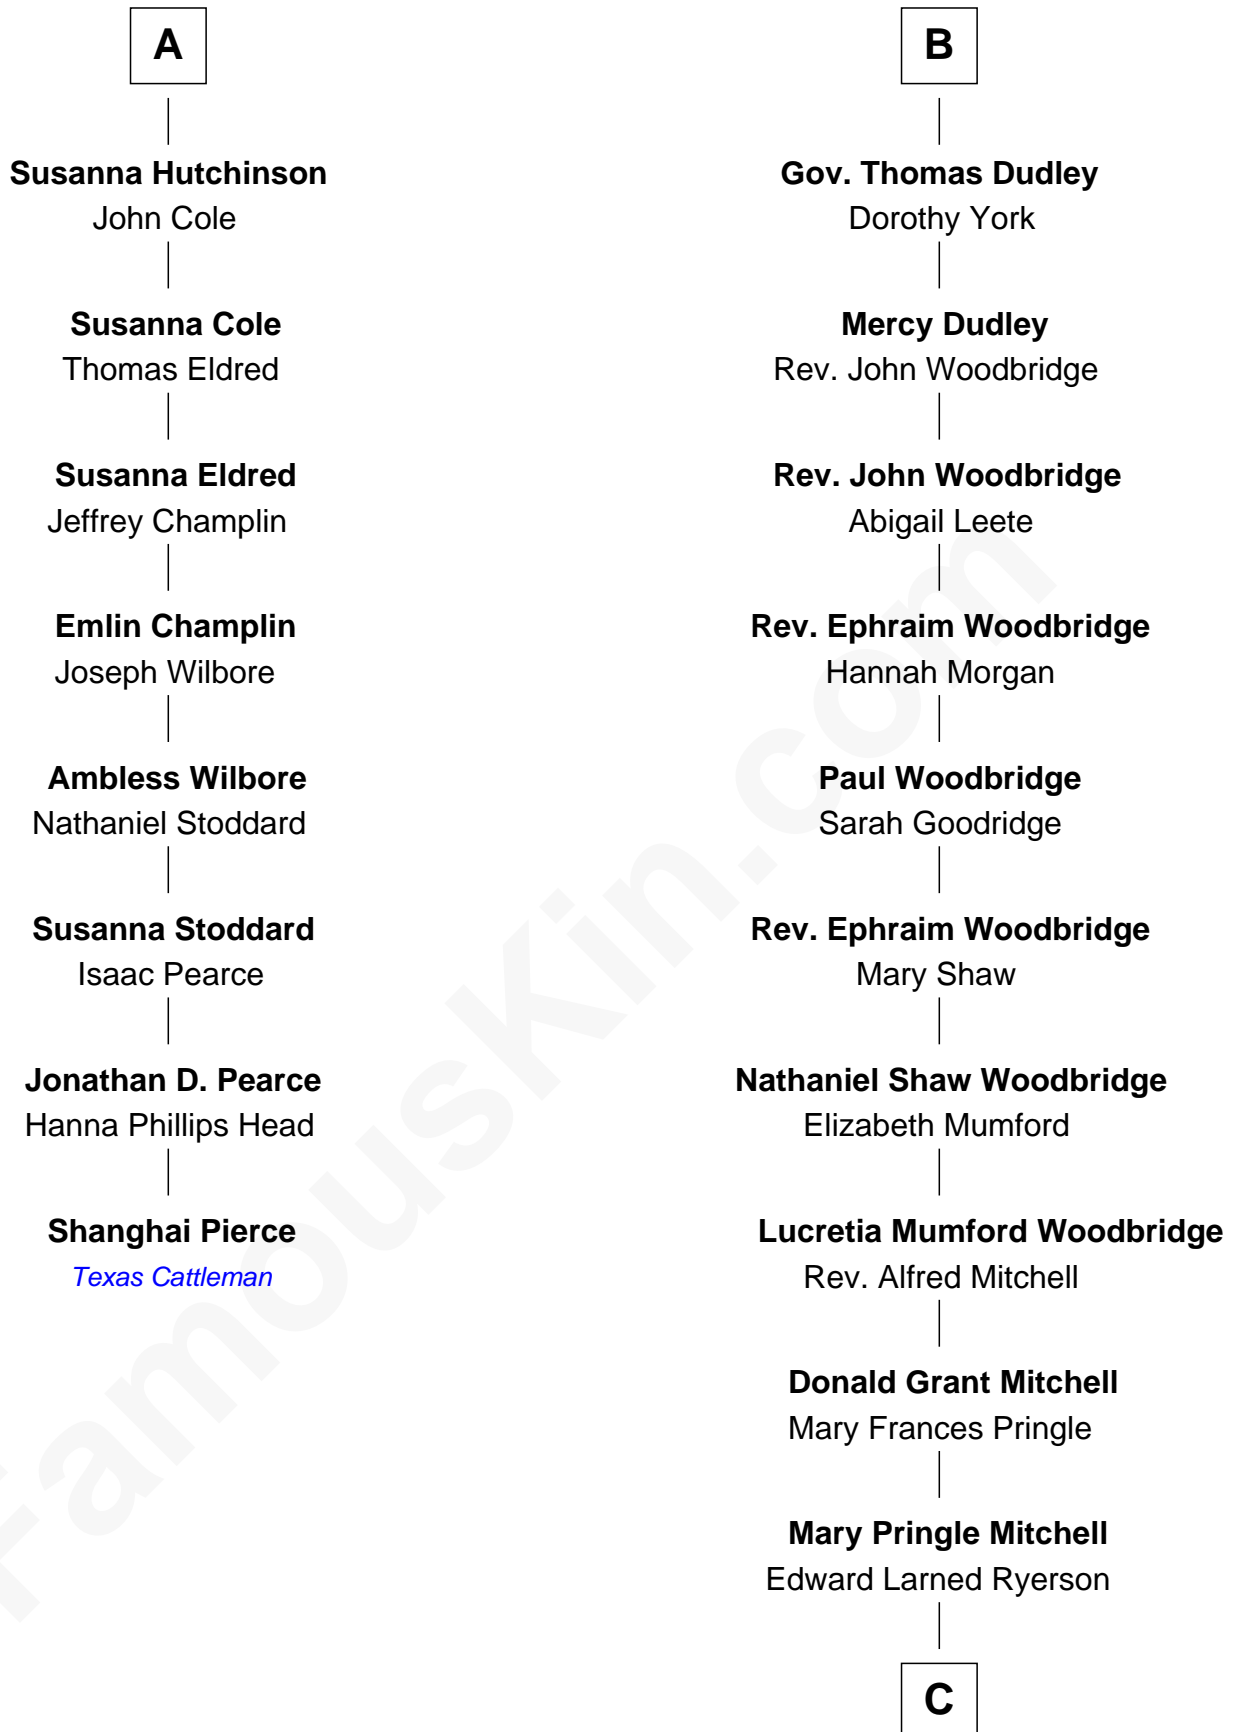 A
Susanna Hutchinson
John Cole
Susanna Cole
Thomas Eldred
Susanna Eldred
Jeffrey Champlin
Emlin Champlin
Joseph Wilbore
Ambless Wilbore
Nathaniel Stoddard
Susanna Stoddard
Isaac Pearce
Jonathan D. Pearce
Hanna Phillips Head
Shanghai Pierce
Texas Cattleman
B
Gov. Thomas Dudley
Dorothy York
Mercy Dudley
Rev. John Woodbridge
Rev. John Woodbridge
Abigail Leete
Rev. Ephraim Woodbridge
Hannah Morgan
Paul Woodbridge
Sarah Goodridge
Rev. Ephraim Woodbridge
Mary Shaw
Nathaniel Shaw Woodbridge
Elizabeth Mumford
Lucretia Mumford Woodbridge
Rev. Alfred Mitchell
Donald Grant Mitchell
Mary Frances Pringle
Mary Pringle Mitchell
Edward Larned Ryerson
C
FamousKin.com